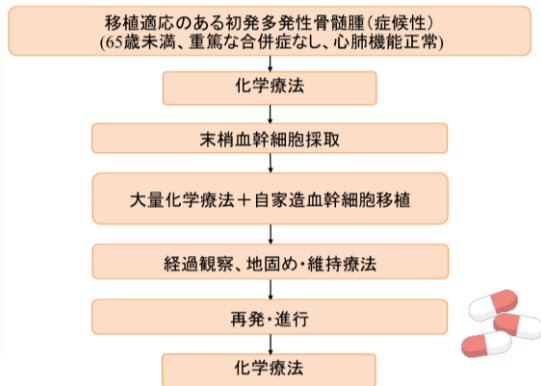 移植適応のある初発多発性骨髄腫（症候性）
(65歳未満、重篤な合併症なし、心肺機能正常)
化学療法
末梢血幹細胞採取
大量化学療法＋自家造血幹細胞移植
経過観察、地固め・維持療法
再発・進行
化学療法